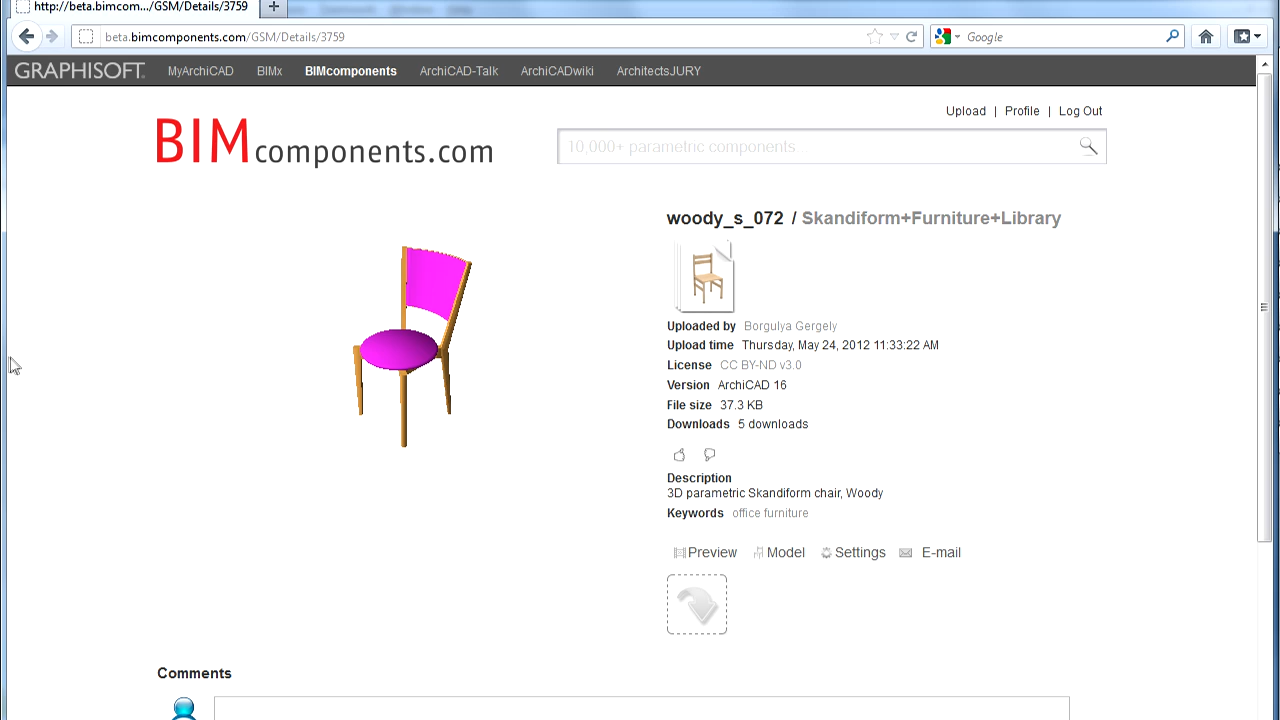 http://beta.bimcom.../GSM/Details/3759
beta.bimcomponents.com/GSM/Details/3759
Google
GRAPHISOFT. MyArchiCAD BIMx BIMcomponents ArchiCAD-Talk ArchiCADwiki ArchitectsJURY
Upload | Profile | Log Out
BIMcomponents.com
10,000+ parametric components...
woody_s_072 / Skandiform+Furniture+Library
Uploaded by Borgulya Gergely
Upload time Thursday, May 24, 2012 11:33:22 AM
License CC BY-ND v3.0
Version ArchiCAD 16
File size 37.3 KB
Downloads 5 downloads
Description
3D parametric Skandiform chair, Woody
Keywords office furniture
Preview Model Settings E-mail
Comments